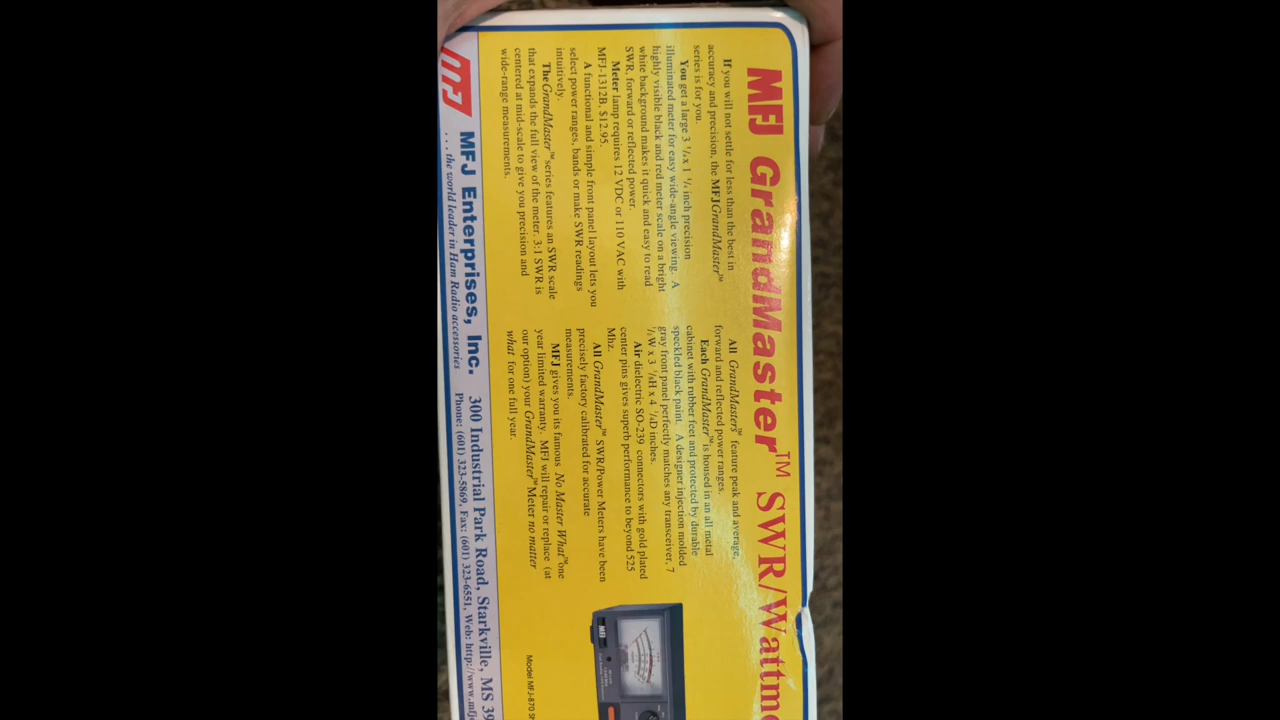 MFJ GrandMaster™ SWR/Wattm
If you will not settle for less than the best in
accuracy and precision, the MFJ GrandMaster™
series is for you.
You get a large 3 1/4 x 1 1/4 inch precision
illuminated meter for easy wide-angle viewing. A
highly visible black and red meter scale on a bright
white background makes it quick and easy to read
SWR, forward or reflected power.
Meter lamp requires 12 VDC or 110 VAC with
MFJ-1312B, $12.95.
A functional and simple front panel layout lets you
select power ranges, bands or make SWR readings
intuitively.
The GrandMaster™ series features an SWR scale
that expands the full view of the meter. 3:1 SWR is
centered at mid-scale to give you precision and
wide-range measurements.
All GrandMasters™ feature peak and average,
forward and reflected power ranges.
Each GrandMaster™ is housed in an all metal
cabinet with rubber feet and protected by durable
speckled black paint. A designer injection molded
gray front panel perfectly matches any transceiver, 7
W x 3 H x 4 D inches.
Air dielectric SO-239 connectors with gold plated
center pins gives superb performance to beyond 525
Mhz.
All GrandMaster™ SWR/Power Meters have been
precisely factory calibrated for accurate
measurements.
MFJ gives you its famous No Matter What™ one
year limited warranty. MFJ will repair or replace (at
our option) your GrandMaster™ Meter no matter
what for one full year.
MFJ
Model MFJ-870 Sh
MFJ
MFJ Enterprises, Inc.
. . . the world leader in Ham Radio accessories
300 Industrial Park Road, Starkville, MS 39
Phone: (601) 323-5869, Fax: (601) 323-6551, Web: http://www.mfj